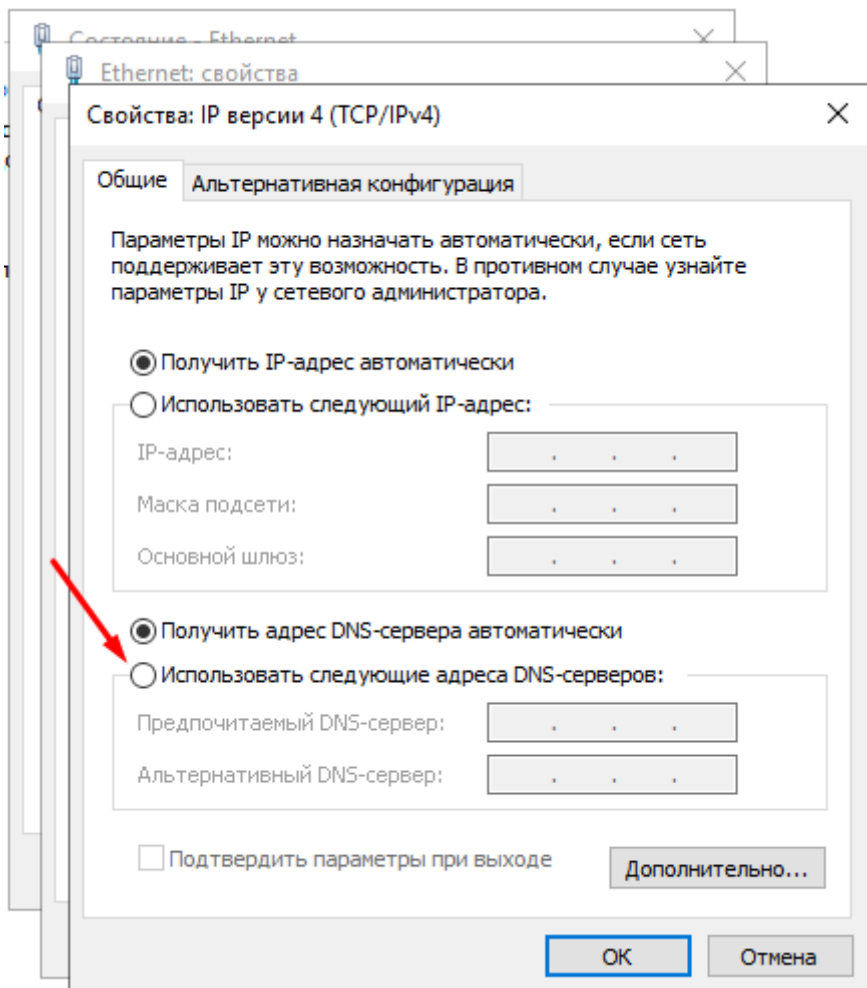 Состояние - Ethernet
Ethernet: свойства
Свойства: IP версии 4 (TCP/IPv4)
Общие
Альтернативная конфигурация
Параметры IP можно назначать автоматически, если сеть
поддерживает эту возможность. В противном случае узнайте
параметры IP у сетевого администратора.
Получить IP-адрес автоматически
Использовать следующий IP-адрес:
IP-адрес:
Маска подсети:
Основной шлюз:
Получить адрес DNS-сервера автоматически
Использовать следующие адреса DNS-серверов:
Предпочитаемый DNS-сервер:
Альтернативный DNS-сервер:
Подтвердить параметры при выходе
Дополнительно...
ОК
Отмена